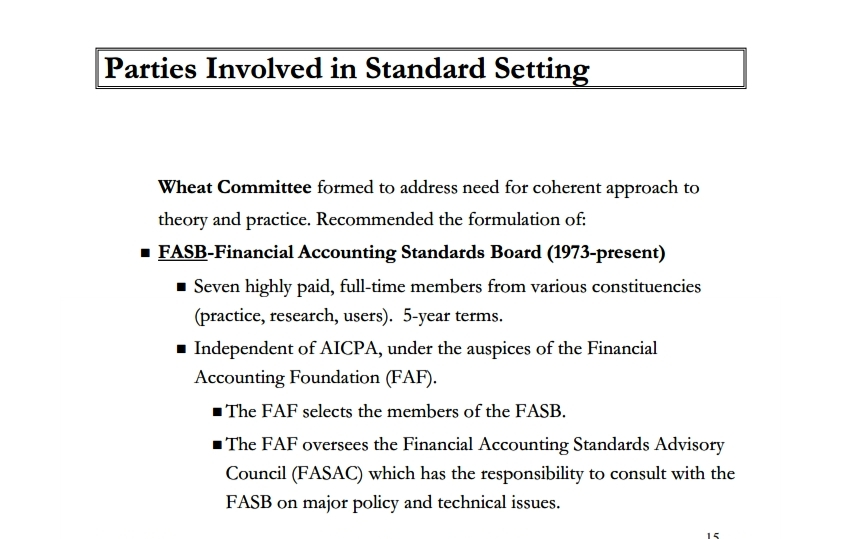 Parties Involved in Standard Setting
Wheat Committee formed to address need for coherent approach to
theory and practice. Recommended the formulation of:
■ FASB-Financial Accounting Standards Board (1973-present)
■ Seven highly paid, full-time members from various constituencies
(practice, research, users). 5-year terms.
■ Independent of AICPA, under the auspices of the Financial
Accounting Foundation (FAF).
■ The FAF selects the members of the FASB.
■ The FAF oversees the Financial Accounting Standards Advisory
Council (FASAC) which has the responsibility to consult with the
FASB on major policy and technical issues.
15